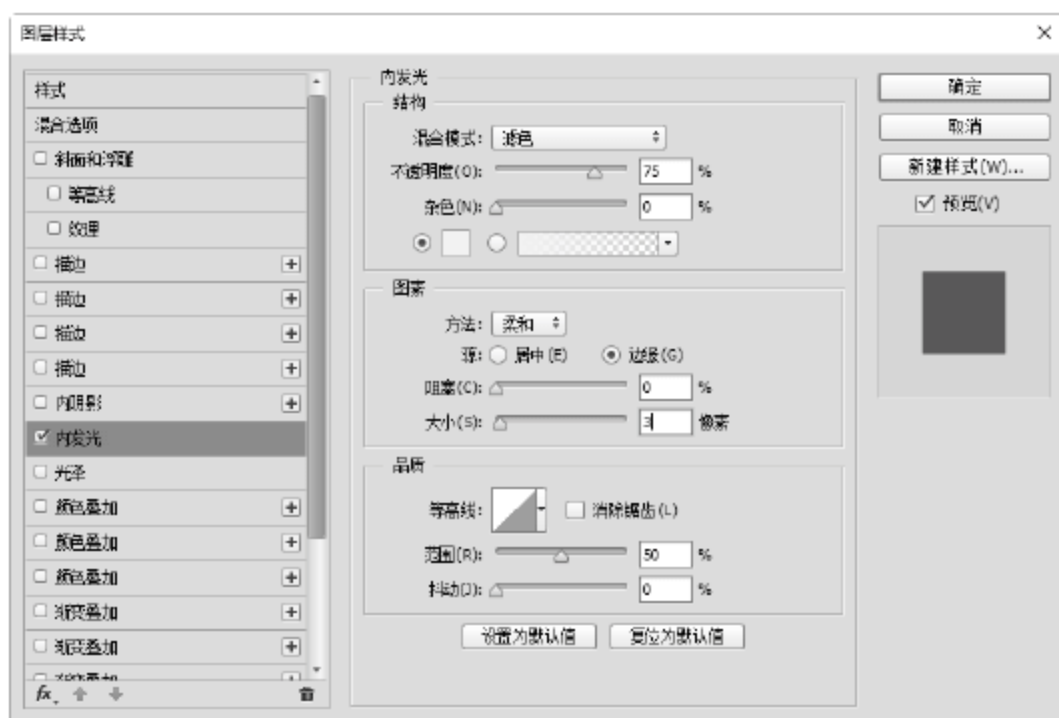 图层样式
样式
混合选项
斜面和浮雕
等高线
纹理
描边
描边
描边
描边
内阴影
内发光
光泽
颜色叠加
颜色叠加
颜色叠加
渐变叠加
渐变叠加
渐变叠加
fx
内发光
结构
混合模式: 滤色
不透明度(O): 75 %
杂色(N): 0 %
图素
方法: 柔和
源: 居中(E) 边缘(G)
阻塞(C): 0 %
大小(S): 3 像素
品质
等高线: 消除锯齿(L)
范围(R): 50 %
抖动(J): 0 %
设置为默认值 复位为默认值
确定
取消
新建样式(W)...
预览(V)